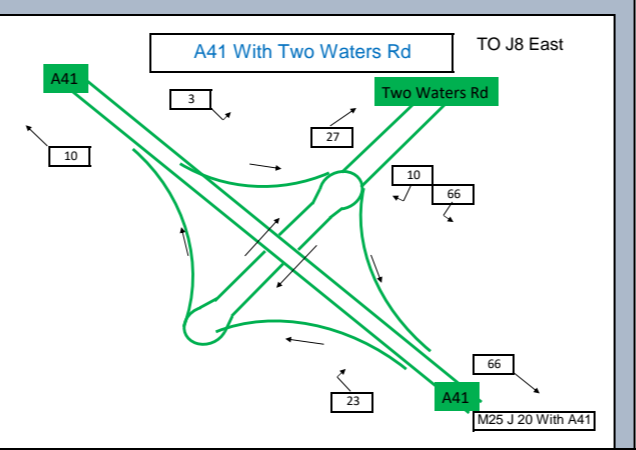 A41 With Two Waters Rd
TO J8 East
A41
3
Two Waters Rd
27
10
10
66
66
23
A41
M25 J 20 With A41